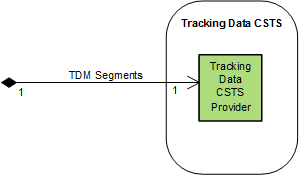 Tracking Data CSTS
TDM Segments
1
1
Tracking
Data
CSTS
Provider